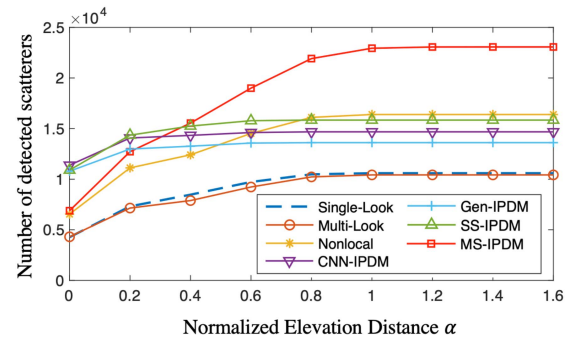 ×10⁴
2.5
2.0
1.5
1.0
0.5
0
Number of detected scatterers
Single-Look
Multi-Look
Nonlocal
CNN-IPDM
Gen-IPDM
SS-IPDM
MS-IPDM
0 0.2 0.4 0.6 0.8 1 1.2 1.4 1.6
Normalized Elevation Distance α